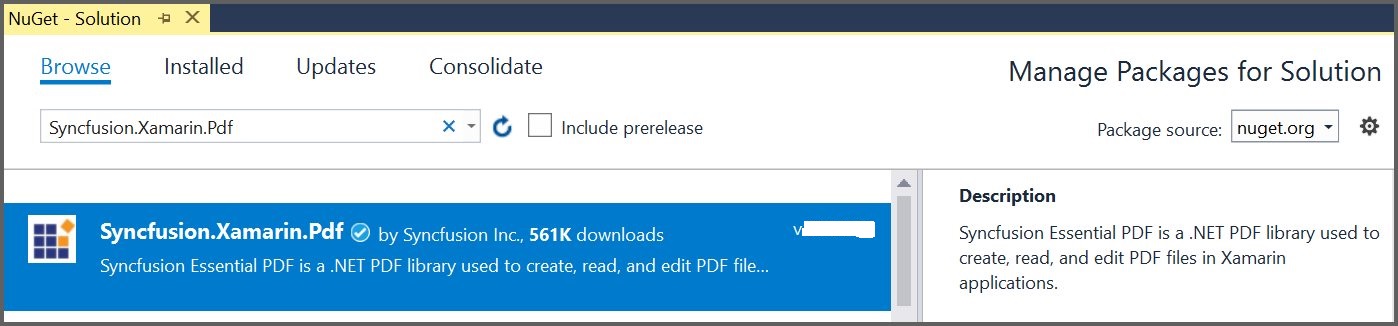 NuGet - Solution
Browse Installed Updates Consolidate
Manage Packages for Solution
Syncfusion.Xamarin.Pdf
Include prerelease
Package source: nuget.org
Syncfusion.Xamarin.Pdf by Syncfusion Inc., 561K downloads
v
Syncfusion Essential PDF is a .NET PDF library used to create, read, and edit PDF file...
Description
Syncfusion Essential PDF is a .NET PDF library used to
create, read, and edit PDF files in Xamarin
applications.